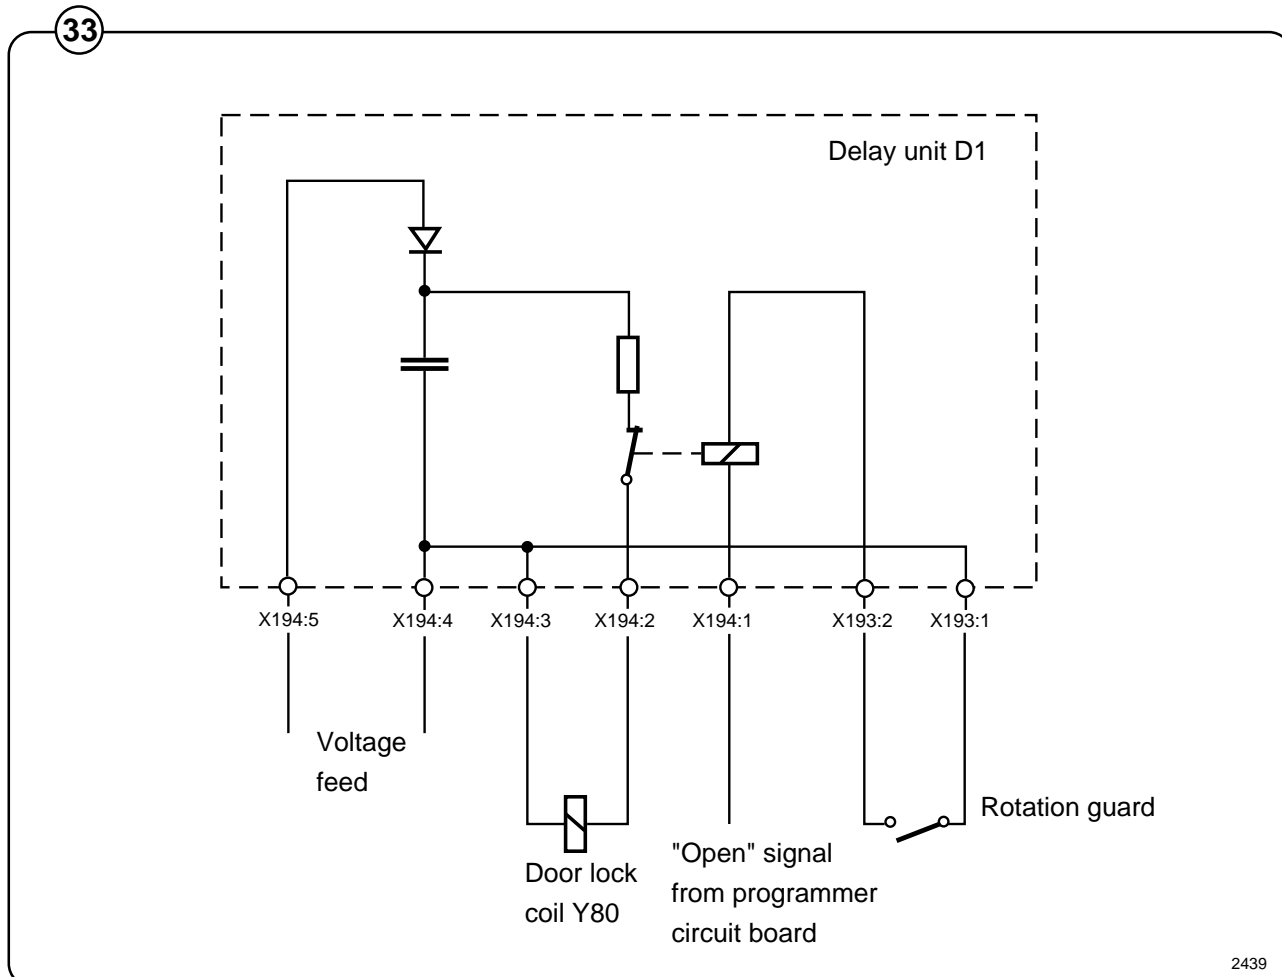 33
Delay unit D1
X194:5
X194:4
X194:3
X194:2
X194:1
X193:2
X193:1
Voltage
feed
Door lock
coil Y80
"Open" signal
from programmer
circuit board
Rotation guard
2439